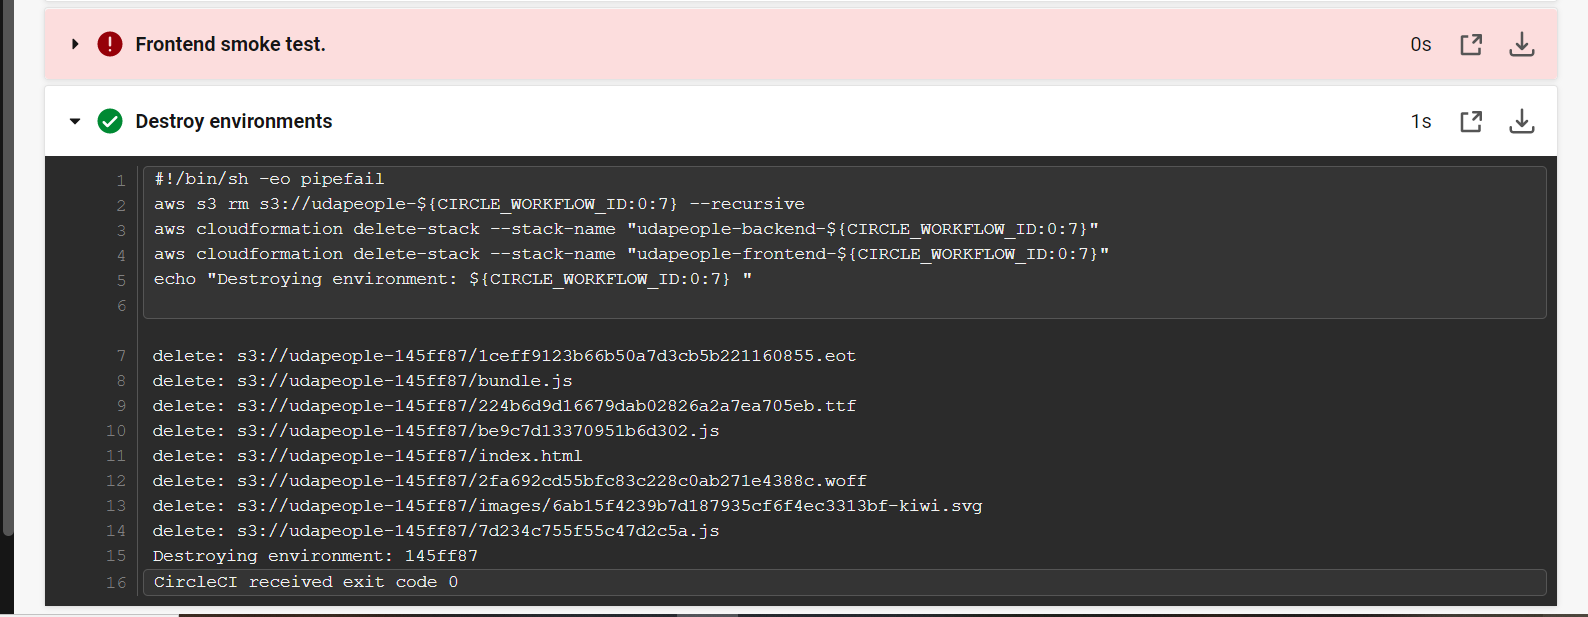 Frontend smoke test.
0s
Destroy environments
1s
1 #!/bin/sh -eo pipefail
2 aws s3 rm s3://udapeople-${CIRCLE_WORKFLOW_ID:0:7} --recursive
3 aws cloudformation delete-stack --stack-name "udapeople-backend-${CIRCLE_WORKFLOW_ID:0:7}"
4 aws cloudformation delete-stack --stack-name "udapeople-frontend-${CIRCLE_WORKFLOW_ID:0:7}"
5 echo "Destroying environment: ${CIRCLE_WORKFLOW_ID:0:7} "
6
7 delete: s3://udapeople-145ff87/1ceff9123b66b50a7d3cb5b221160855.eot
8 delete: s3://udapeople-145ff87/bundle.js
9 delete: s3://udapeople-145ff87/224b6d9d16679dab02826a2a7ea705eb.ttf
10 delete: s3://udapeople-145ff87/be9c7d13370951b6d302.js
11 delete: s3://udapeople-145ff87/index.html
12 delete: s3://udapeople-145ff87/2fa692cd55bfc83c228c0ab271e4388c.woff
13 delete: s3://udapeople-145ff87/images/6ab15f4239b7d187935cf6f4ec3313bf-kiwi.svg
14 delete: s3://udapeople-145ff87/7d234c755f55c47d2c5a.js
15 Destroying environment: 145ff87
16 CircleCI received exit code 0